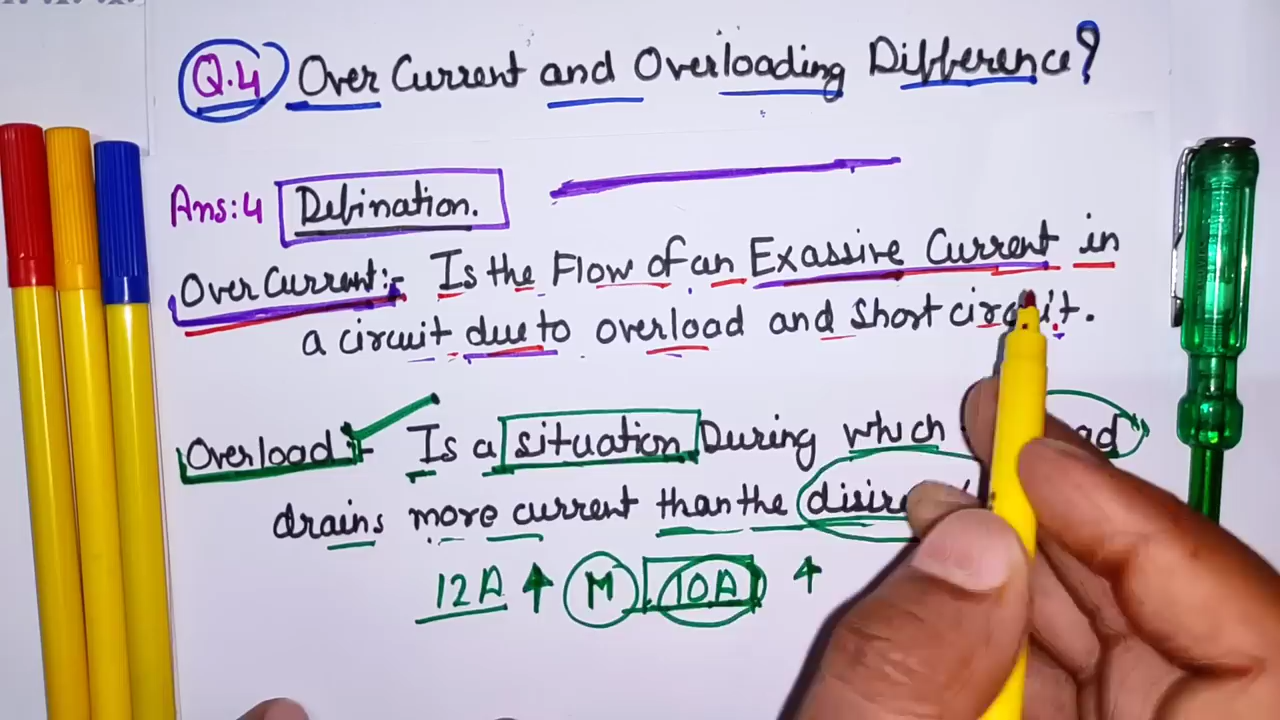 Q.4 Over Current and Overloading Difference?
Ans:4 Defination.
Over Current:- Is the Flow of an Exassive Current in
a circuit due to overload and short circuit.
Overload:- Is a situation During which
drains more current than the
12A M 10A